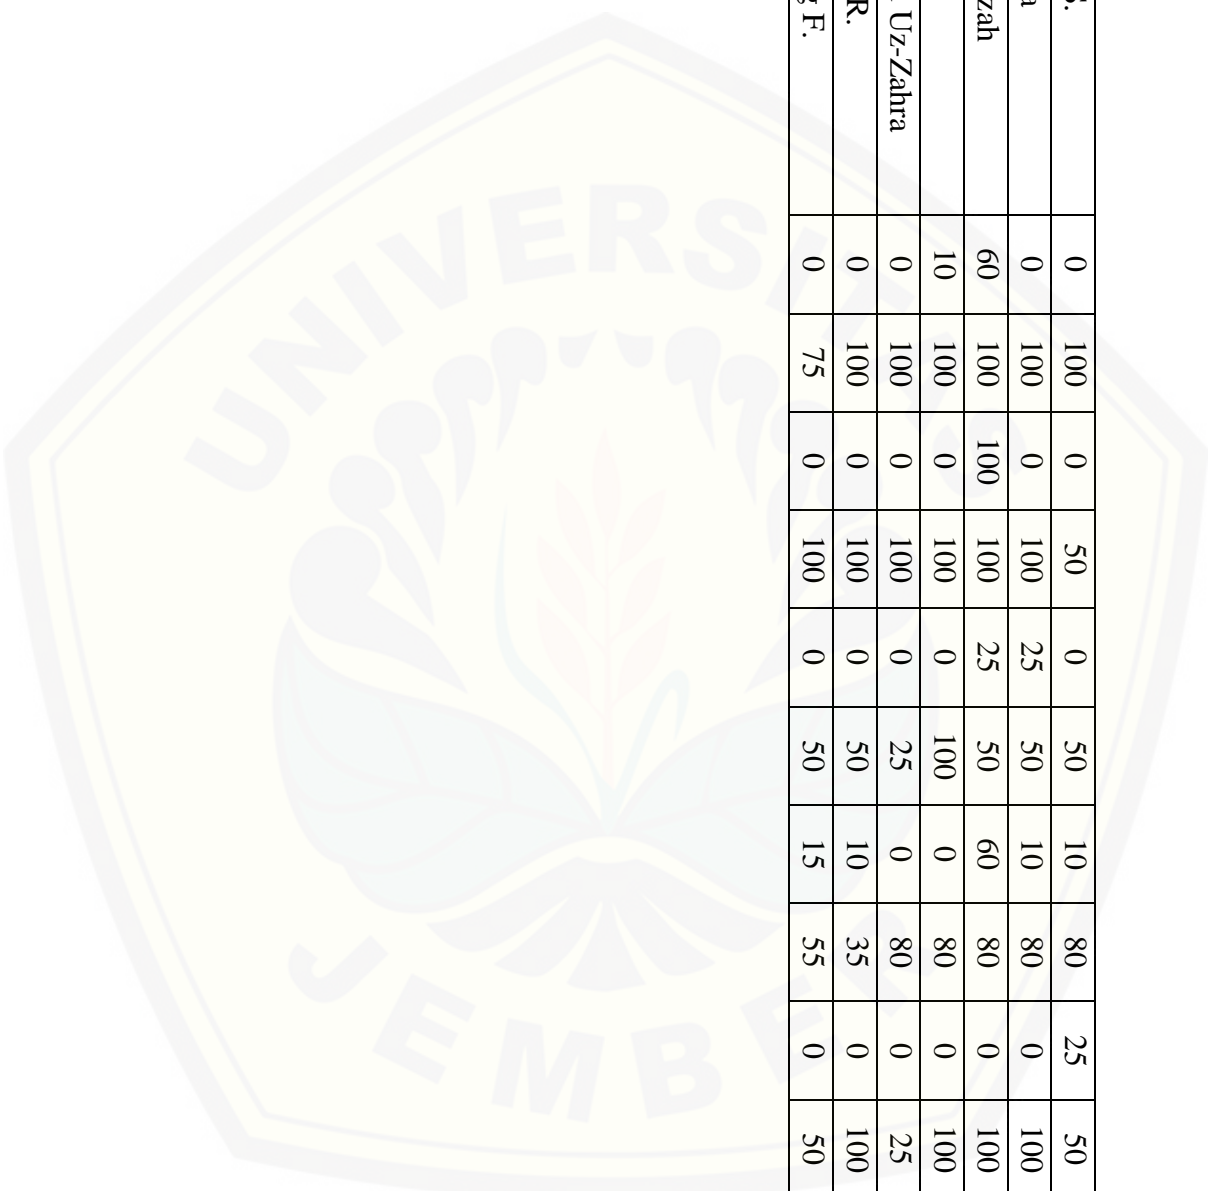 S. 0 100 0 50 0 50 10 80 25 50
a 0 100 0 100 25 50 10 80 0 100
zah 60 100 100 100 25 50 60 80 0 100
10 100 0 100 0 100 0 80 0 100
Uz-Zahra 0 100 0 100 0 25 0 80 0 25
R. 0 100 0 100 0 50 10 35 0 100
g F. 0 75 0 100 0 50 15 55 0 50
UNIVERSITAS
JEMBER